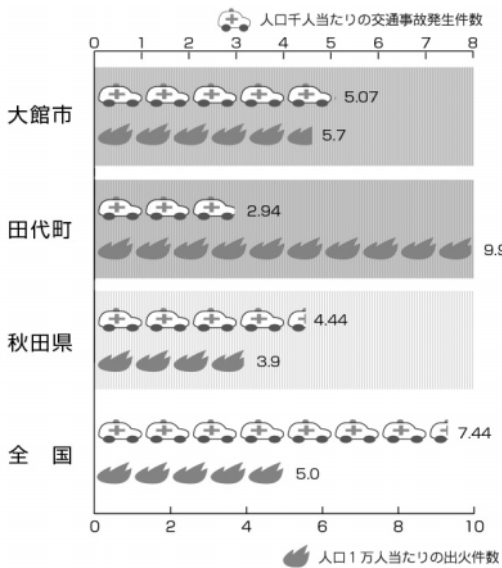 人口千人当たりの交通事故発生件数
0 1 2 3 4 5 6 7 8
大館市
5.07
5.7
田代町
2.94
9.9
秋田県
4.44
3.9
全 国
7.44
5.0
0 2 4 6 8 10
人口1万人当たりの出火件数